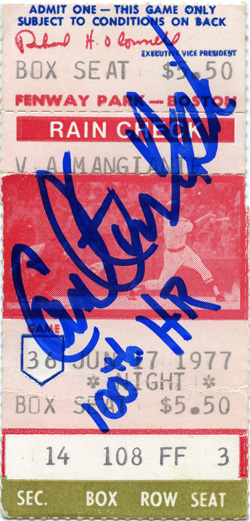 ADMIT ONE — THIS GAME ONLY
SUBJECT TO CONDITIONS ON BACK
EXECUTIVE VICE PRESIDENT
BOX SEAT $5.50
FENWAY PARK—BOSTON
RAIN CHECK
V.A. MANGIANTE
100th HR
GAME
36 JUN 27 1977
* NIGHT *
BOX SEAT $5.50
14 108 FF 3
SEC. BOX ROW SEAT